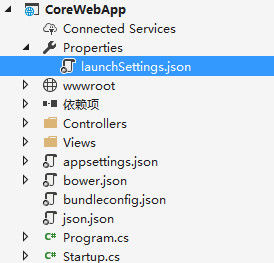 CoreWebApp
Connected Services
Properties
launchSettings.json
wwwroot
依赖项
Controllers
Views
appsettings.json
bower.json
bundleconfig.json
json.json
C# Program.cs
C# Startup.cs